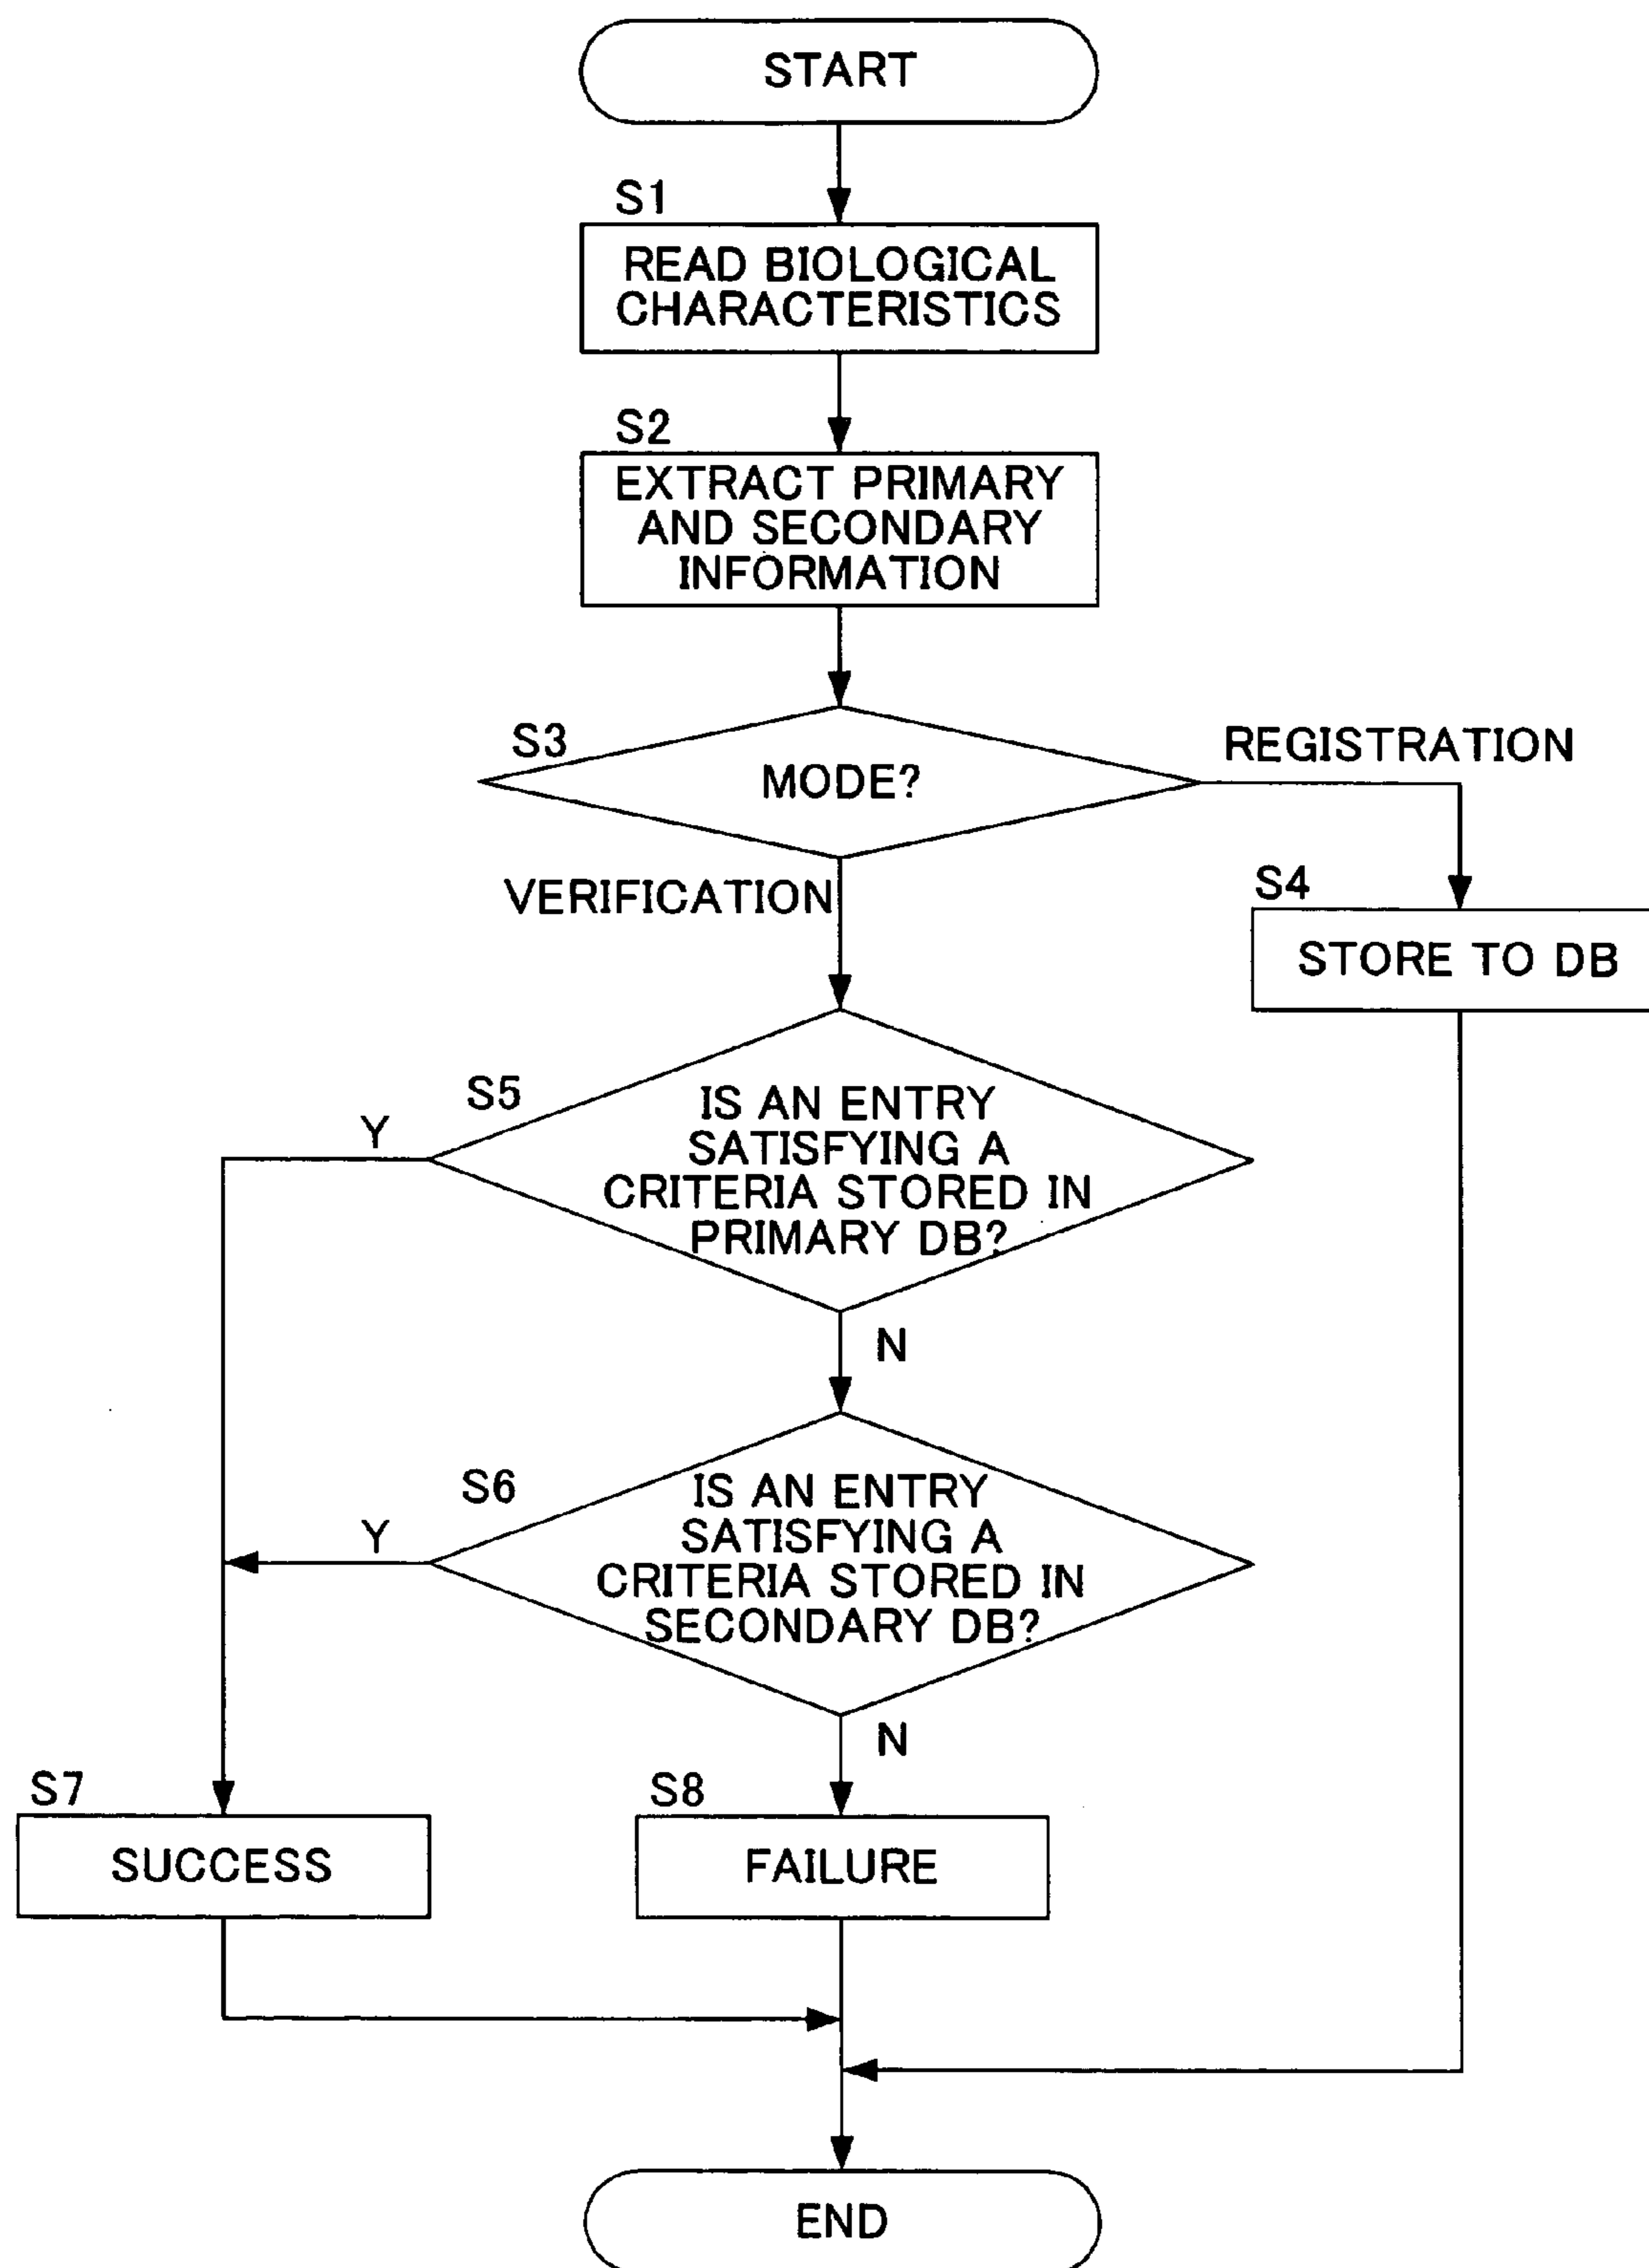 START
S1
READ BIOLOGICAL
CHARACTERISTICS
S2
EXTRACT PRIMARY
AND SECONDARY
INFORMATION
S3
MODE?
REGISTRATION
VERIFICATION
S4
STORE TO DB
S5
Y
IS AN ENTRY
SATISFYING A
CRITERIA STORED IN
PRIMARY DB?
N
S6
Y
IS AN ENTRY
SATISFYING A
CRITERIA STORED IN
SECONDARY DB?
N
S7
SUCCESS
S8
FAILURE
END